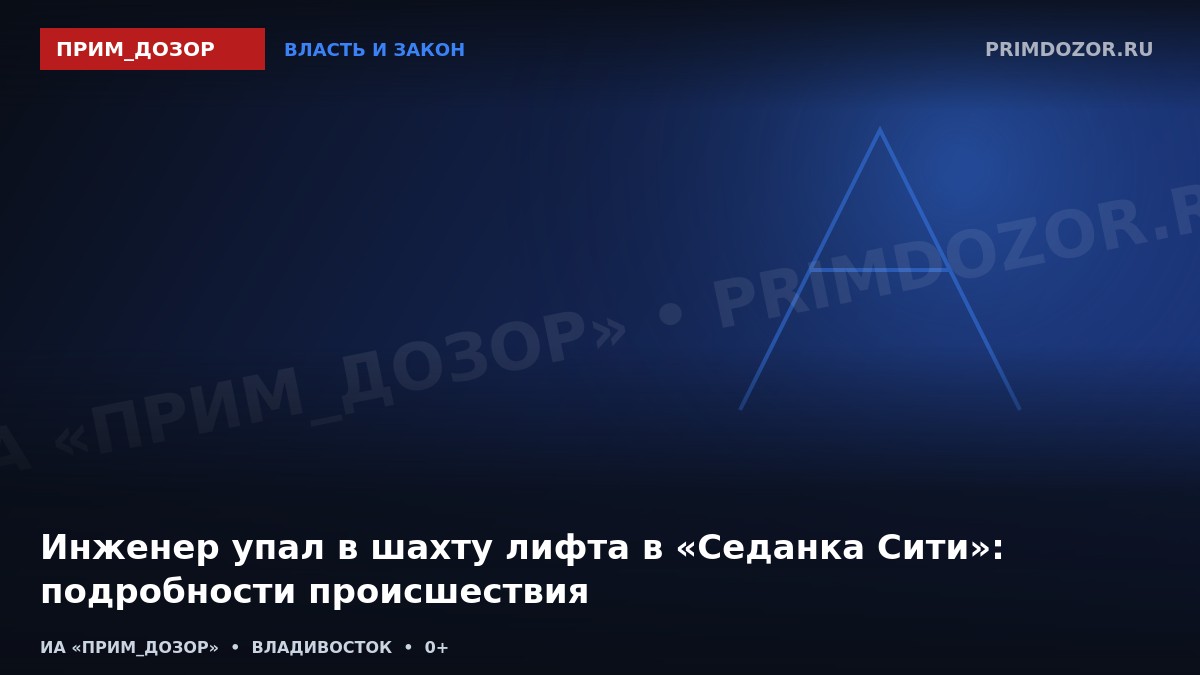 ПРИМ_ДОЗОР
ВЛАСТЬ И ЗАКОН
PRIMDOZOR.RU
А «ПРИМ_ДОЗОР» • PRIMDOZOR.R
Инженер упал в шахту лифта в «Седанка Сити»:
подробности происшествия
ИА «ПРИМ_ДОЗОР» • ВЛАДИВОСТОК • 0+